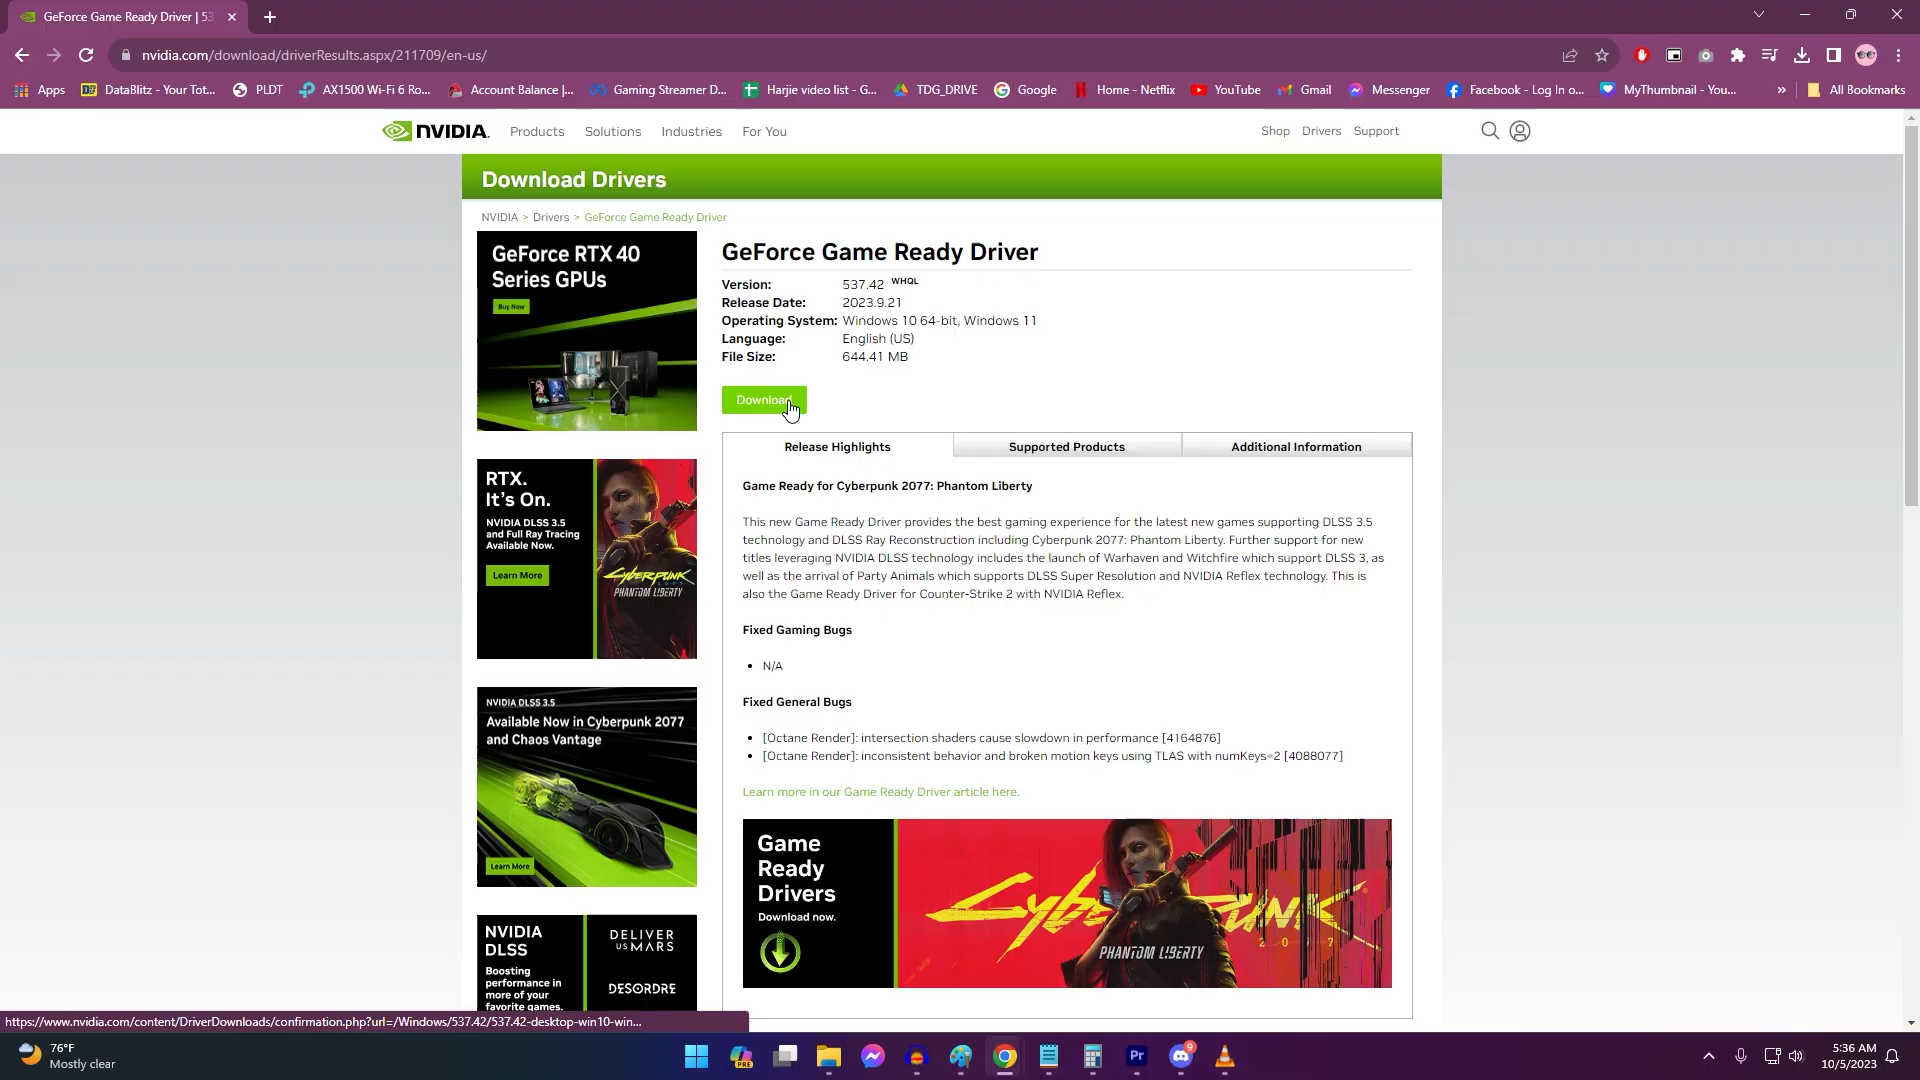 GeForce Game Ready Driver | 53
nvidia.com/download/driverResults.aspx/211709/en-us/
Apps
DataBlitz - Your Tot...
PLDT
AX1500 Wi-Fi 6 Ro...
Account Balance |...
Gaming Streamer D...
Harjie video list - G...
TDG_DRIVE
Google
Home - Netflix
YouTube
Gmail
Messenger
Facebook - Log In o...
MyThumbnail - You...
»
All Bookmarks
NVIDIA.
Products
Solutions
Industries
For You
Shop
Drivers
Support
Download Drivers
NVIDIA > Drivers > GeForce Game Ready Driver
GeForce RTX 40
Series GPUs
Buy Now
RTX.
It's On.
NVIDIA DLSS 3.5
and Full Ray Tracing
Available Now.
Learn More
Cyberpunk
2077
PHANTOM LIBERTY
NVIDIA DLSS 3.5
Available Now in Cyberpunk 2077
and Chaos Vantage
Learn More
NVIDIA
DLSS
Boosting
performance in
more of your
favorite games.
DELIVER
US MARS
DESORDRE
GeForce Game Ready Driver
Version: 537.42 WHQL
Release Date: 2023.9.21
Operating System: Windows 10 64-bit, Windows 11
Language: English (US)
File Size: 644.41 MB
Download
Release Highlights
Supported Products
Additional Information
Game Ready for Cyberpunk 2077: Phantom Liberty
This new Game Ready Driver provides the best gaming experience for the latest new games supporting DLSS 3.5
technology and DLSS Ray Reconstruction including Cyberpunk 2077: Phantom Liberty. Further support for new
titles leveraging NVIDIA DLSS technology includes the launch of Warhaven and Witchfire which support DLSS 3, as
well as the arrival of Party Animals which supports DLSS Super Resolution and NVIDIA Reflex technology. This is
also the Game Ready Driver for Counter-Strike 2 with NVIDIA Reflex.
Fixed Gaming Bugs
• N/A
Fixed General Bugs
• [Octane Render]: intersection shaders cause slowdown in performance [4164876]
• [Octane Render]: inconsistent behavior and broken motion keys using TLAS with numKeys=2 [4088077]
Learn more in our Game Ready Driver article here.
Game
Ready
Drivers
Download now.
Cyberpunk
2077
PHANTOM LIBERTY
https://www.nvidia.com/content/DriverDownloads/confirmation.php?url=/Windows/537.42/537.42-desktop-win10-win...
76°F
Mostly clear
PRE
Pr
9
5:36 AM
10/5/2023